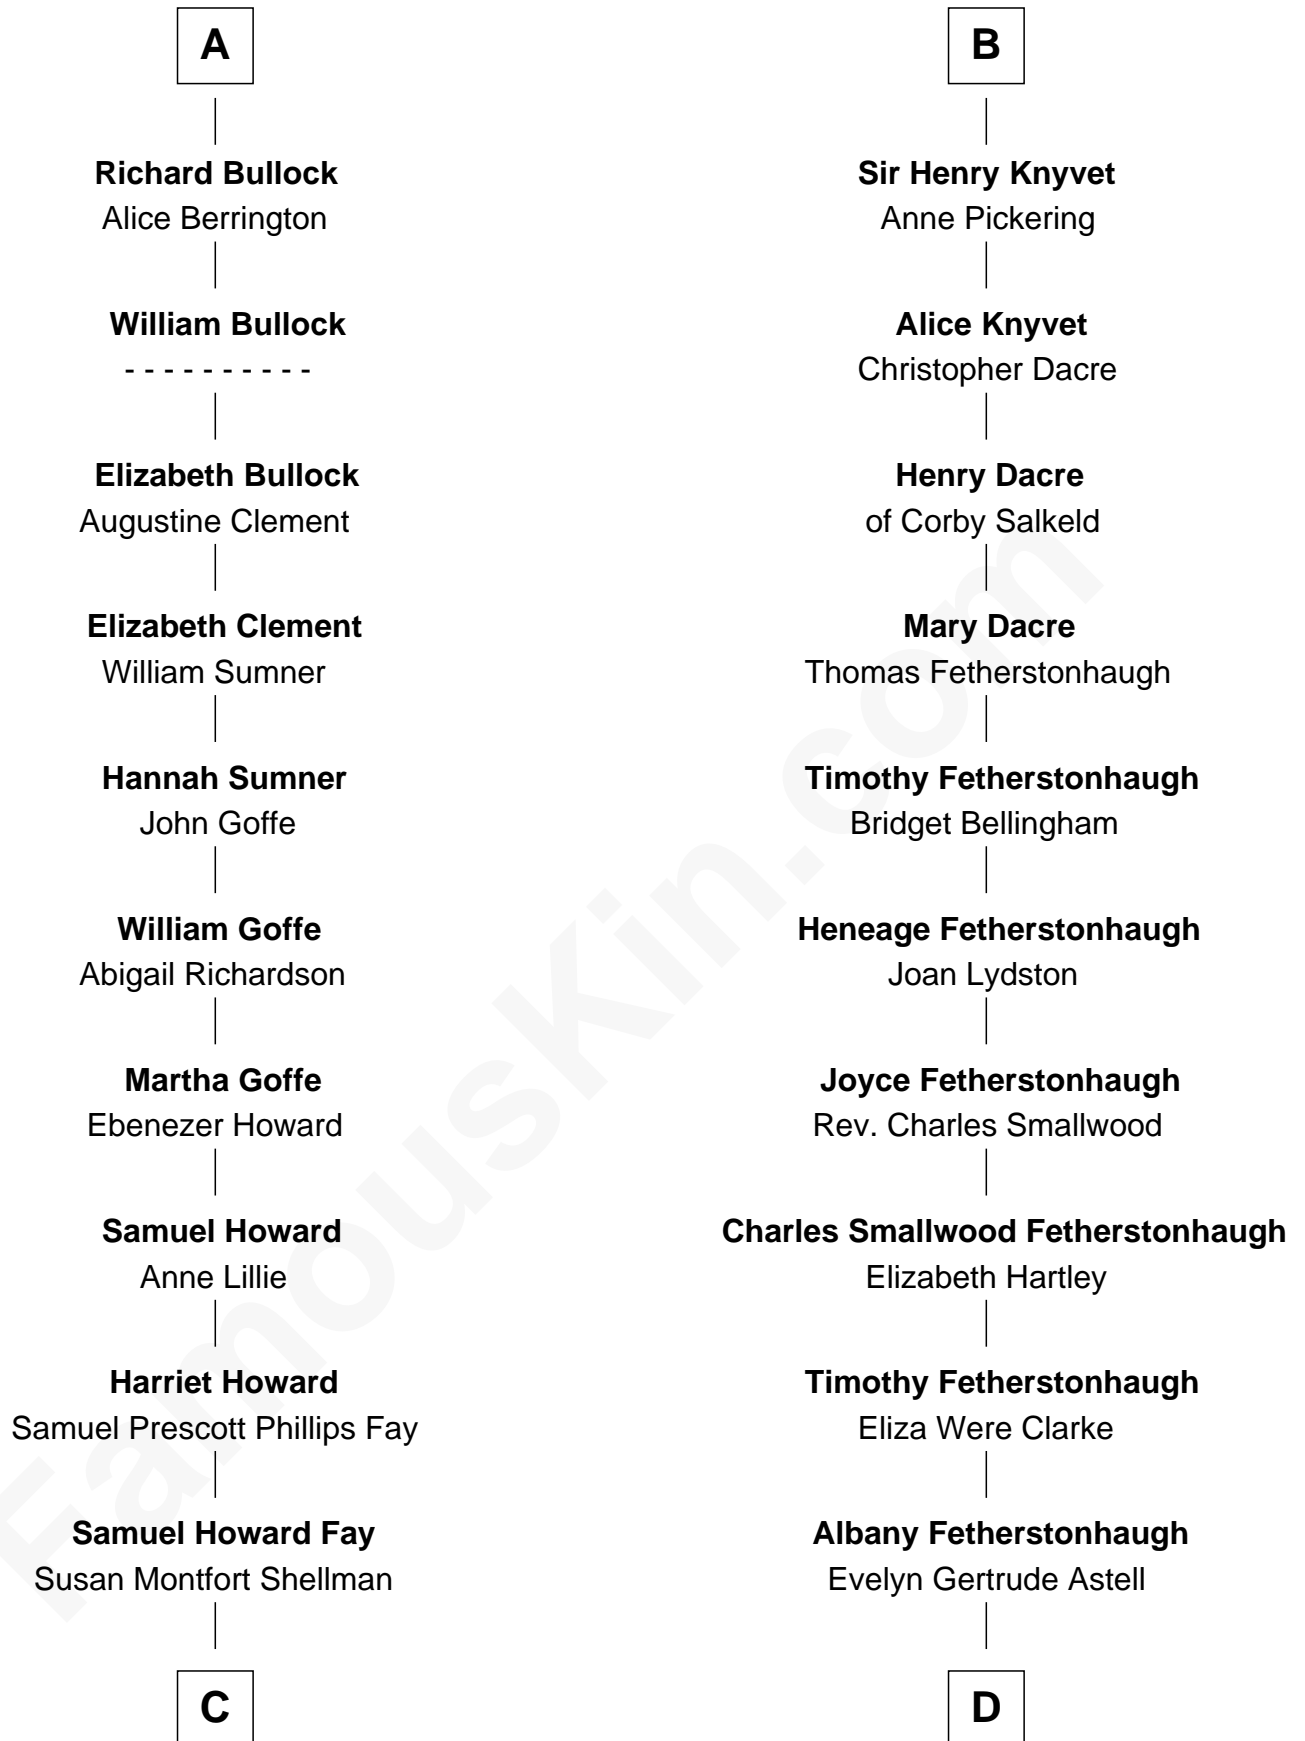 A
Richard Bullock
Alice Berrington
William Bullock
- - - - - - - - - -
Elizabeth Bullock
Augustine Clement
Elizabeth Clement
William Sumner
Hannah Sumner
John Goffe
William Goffe
Abigail Richardson
Martha Goffe
Ebenezer Howard
Samuel Howard
Anne Lillie
Harriet Howard
Samuel Prescott Phillips Fay
Samuel Howard Fay
Susan Montfort Shellman
C
B
Sir Henry Knyvet
Anne Pickering
Alice Knyvet
Christopher Dacre
Henry Dacre
of Corby Salkeld
Mary Dacre
Thomas Fetherstonhaugh
Timothy Fetherstonhaugh
Bridget Bellingham
Heneage Fetherstonhaugh
Joan Lydston
Joyce Fetherstonhaugh
Rev. Charles Smallwood
Charles Smallwood Fetherstonhaugh
Elizabeth Hartley
Timothy Fetherstonhaugh
Eliza Were Clarke
Albany Fetherstonhaugh
Evelyn Gertrude Astell
D
FamousKin.com